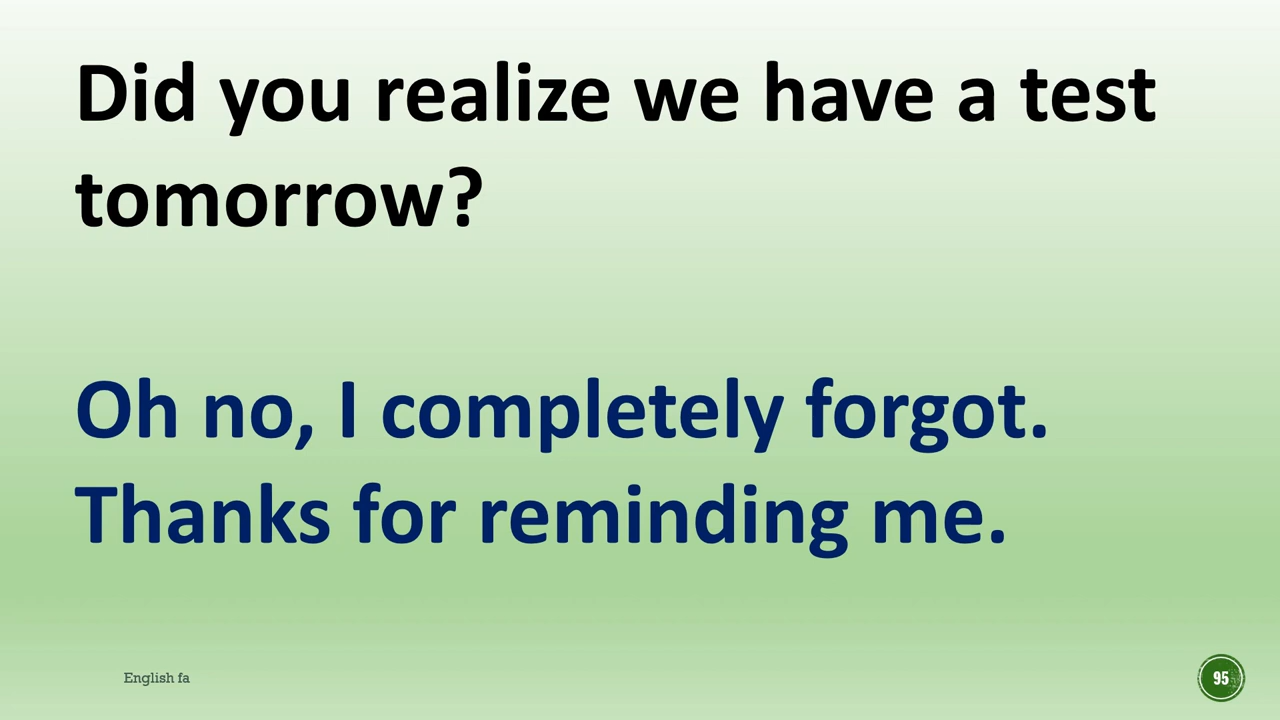 Did you realize we have a test
tomorrow?
Oh no, I completely forgot.
Thanks for reminding me.
English fa
95